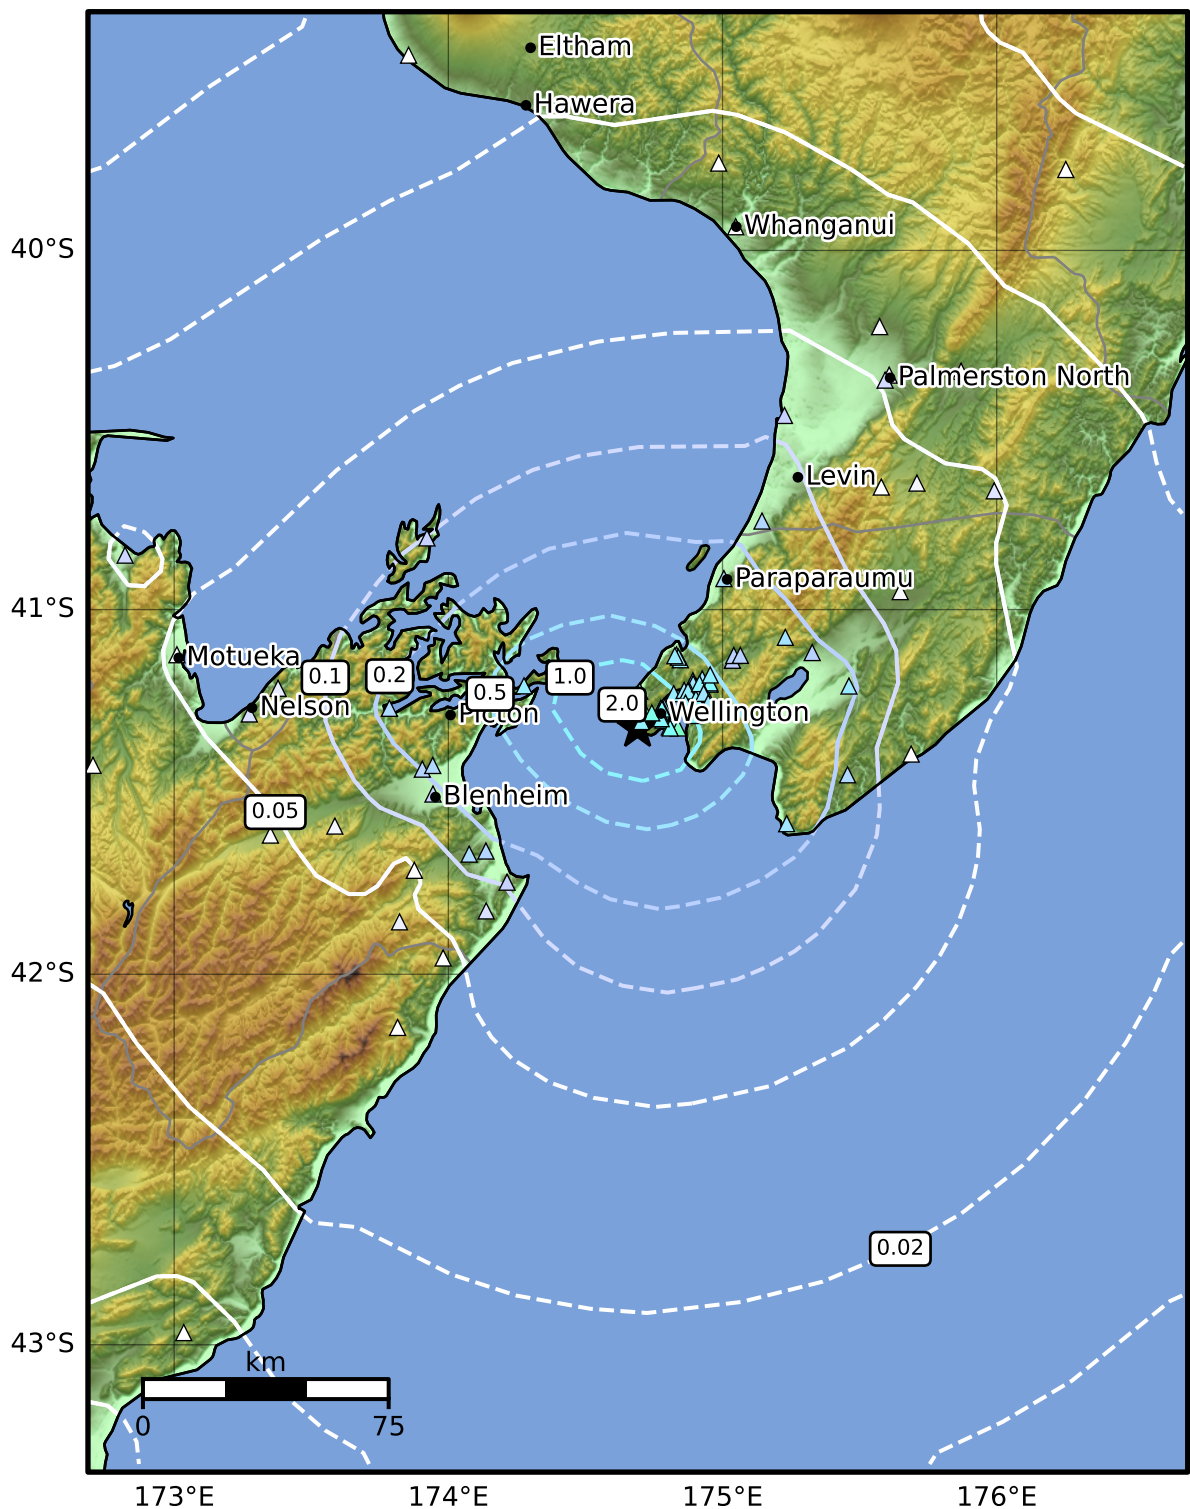 Eltham
Hawera
Whanganui
40°S
Palmerston North
Levin
Paraparaumu
41°S
Motueka
0.1
0.2
0.5
1.0
2.0
Nelson
Picton
Wellington
Blenheim
0.05
42°S
0.02
43°S
km
0
75
173°E
174°E
175°E
176°E